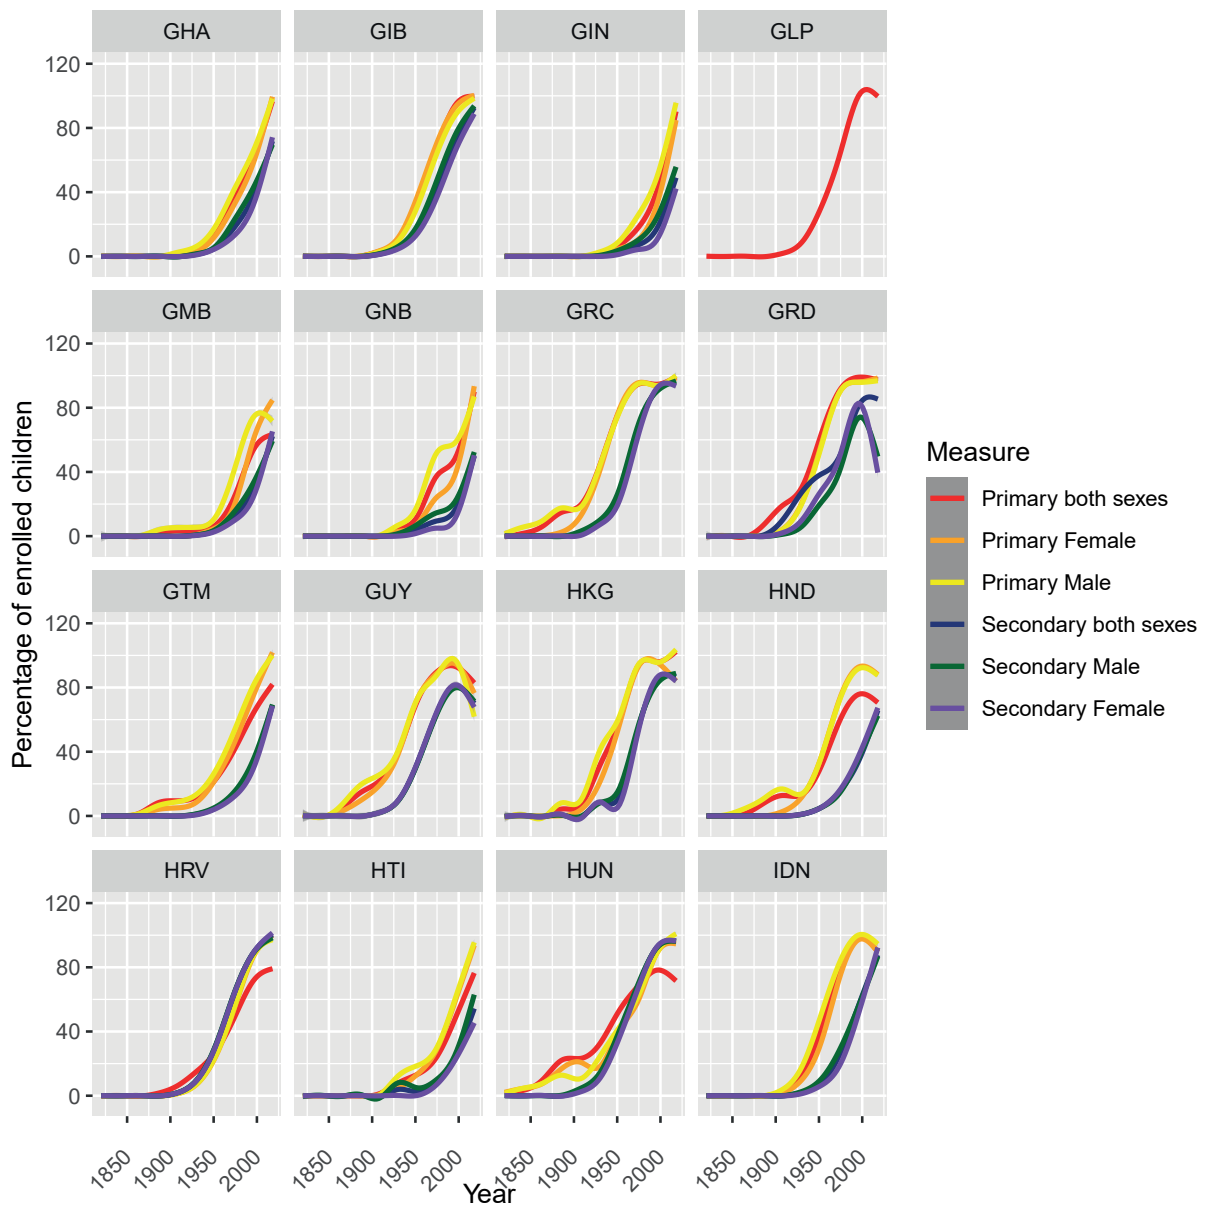 GHA GIB GIN GLP
120
80
40
0
GMB GNB GRC GRD
120
80
40
0
GTM GUY HKG HND
120
80
40
0
HRV HTI HUN IDN
120
80
40
0
1850 1900 1950 2000 1850 1900 1950 2000 1850 1900 1950 2000 1850 1900 1950 2000
Year
Percentage of enrolled children
Measure
Primary both sexes
Primary Female
Primary Male
Secondary both sexes
Secondary Male
Secondary Female